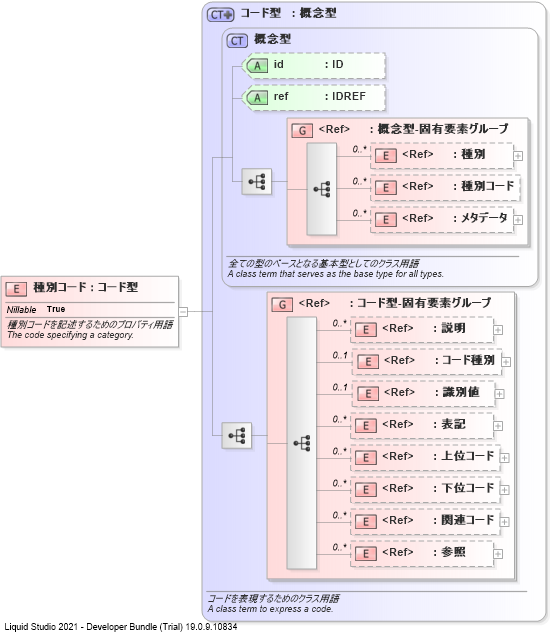 CT コード型 : 概念型
CT 概念型
A id : ID
A ref : IDREF
G <Ref> : 概念型-固有要素グループ
0..* E <Ref> : 種別
0..* E <Ref> : 種別コード
0..* E <Ref> : メタデータ
全ての型のベースとなる基本型としてのクラス用語
A class term that serves as the base type for all types.
E 種別コード : コード型
Nillable True
種別コードを記述するためのプロパティ用語
The code specifying a category.
G <Ref> : コード型-固有要素グループ
0..* E <Ref> : 説明
0..1 E <Ref> : コード種別
0..1 E <Ref> : 識別値
0..* E <Ref> : 表記
0..* E <Ref> : 上位コード
0..* E <Ref> : 下位コード
0..* E <Ref> : 関連コード
0..* E <Ref> : 参照
コードを表現するためのクラス用語
A class term to express a code.
Liquid Studio 2021 - Developer Bundle (Trial) 19.0.9.10834